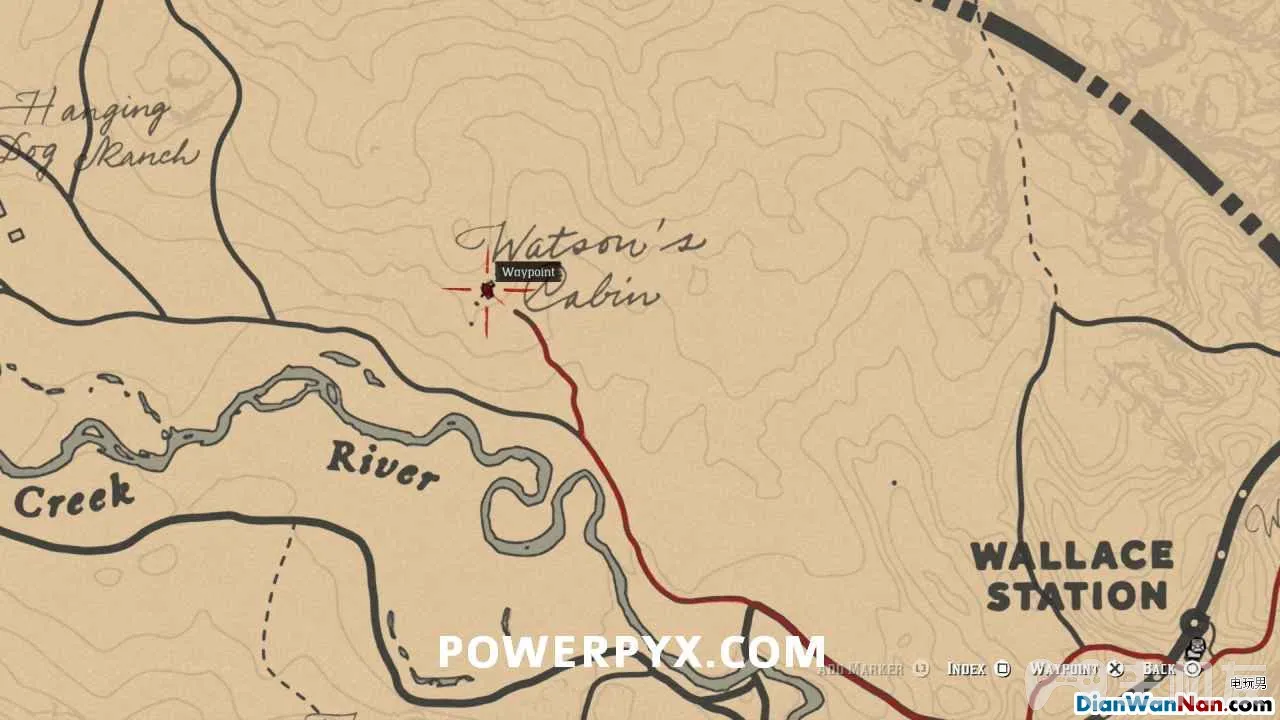 Hanging
Dog Ranch
Watson's
Waypoint
Cabin
River
Creek
WALLACE
STATION
POWERPYX.COM
ADD MARKER
INDEX
WAYPOINT
BACK
电玩男
DianWanNan.com